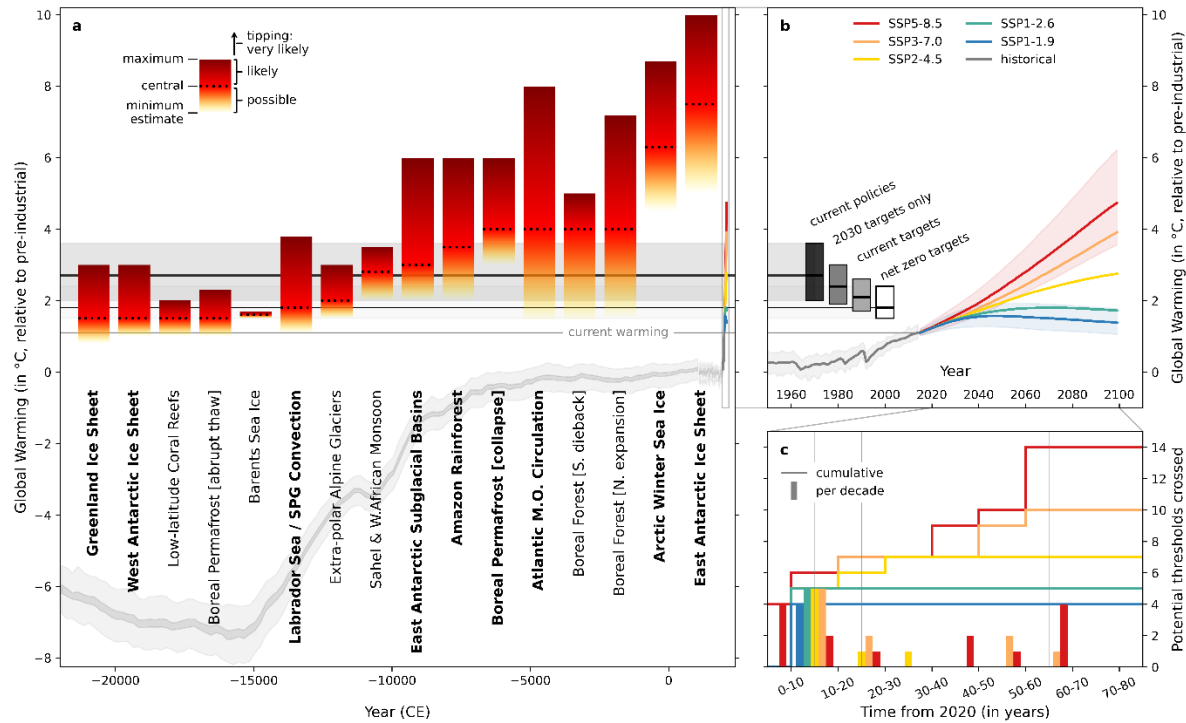 a
tipping:
very likely
maximum
likely
central
possible
minimum
estimate
Global Warming (in °C, relative to pre-industrial)
10
8
6
4
2
0
−2
−4
−6
−8
current warming
Greenland Ice Sheet
West Antarctic Ice Sheet
Low-latitude Coral Reefs
Boreal Permafrost [abrupt thaw]
Barents Sea Ice
Labrador Sea / SPG Convection
Extra-polar Alpine Glaciers
Sahel & W.African Monsoon
East Antarctic Subglacial Basins
Amazon Rainforest
Boreal Permafrost [collapse]
Atlantic M.O. Circulation
Boreal Forest [S. dieback]
Boreal Forest [N. expansion]
Arctic Winter Sea Ice
East Antarctic Ice Sheet
−20000
−15000
−10000
−5000
0
Year (CE)
b
SSP5-8.5
SSP3-7.0
SSP2-4.5
SSP1-2.6
SSP1-1.9
historical
current policies
2030 targets only
current targets
net zero targets
Year
1960
1980
2000
2020
2040
2060
2080
2100
10
8
6
4
2
0
Global Warming (in °C, relative to pre-industrial)
c
cumulative
per decade
14
12
10
8
6
4
2
0
Potential thresholds crossed
0-10
10-20
20-30
30-40
40-50
50-60
60-70
70-80
Time from 2020 (in years)